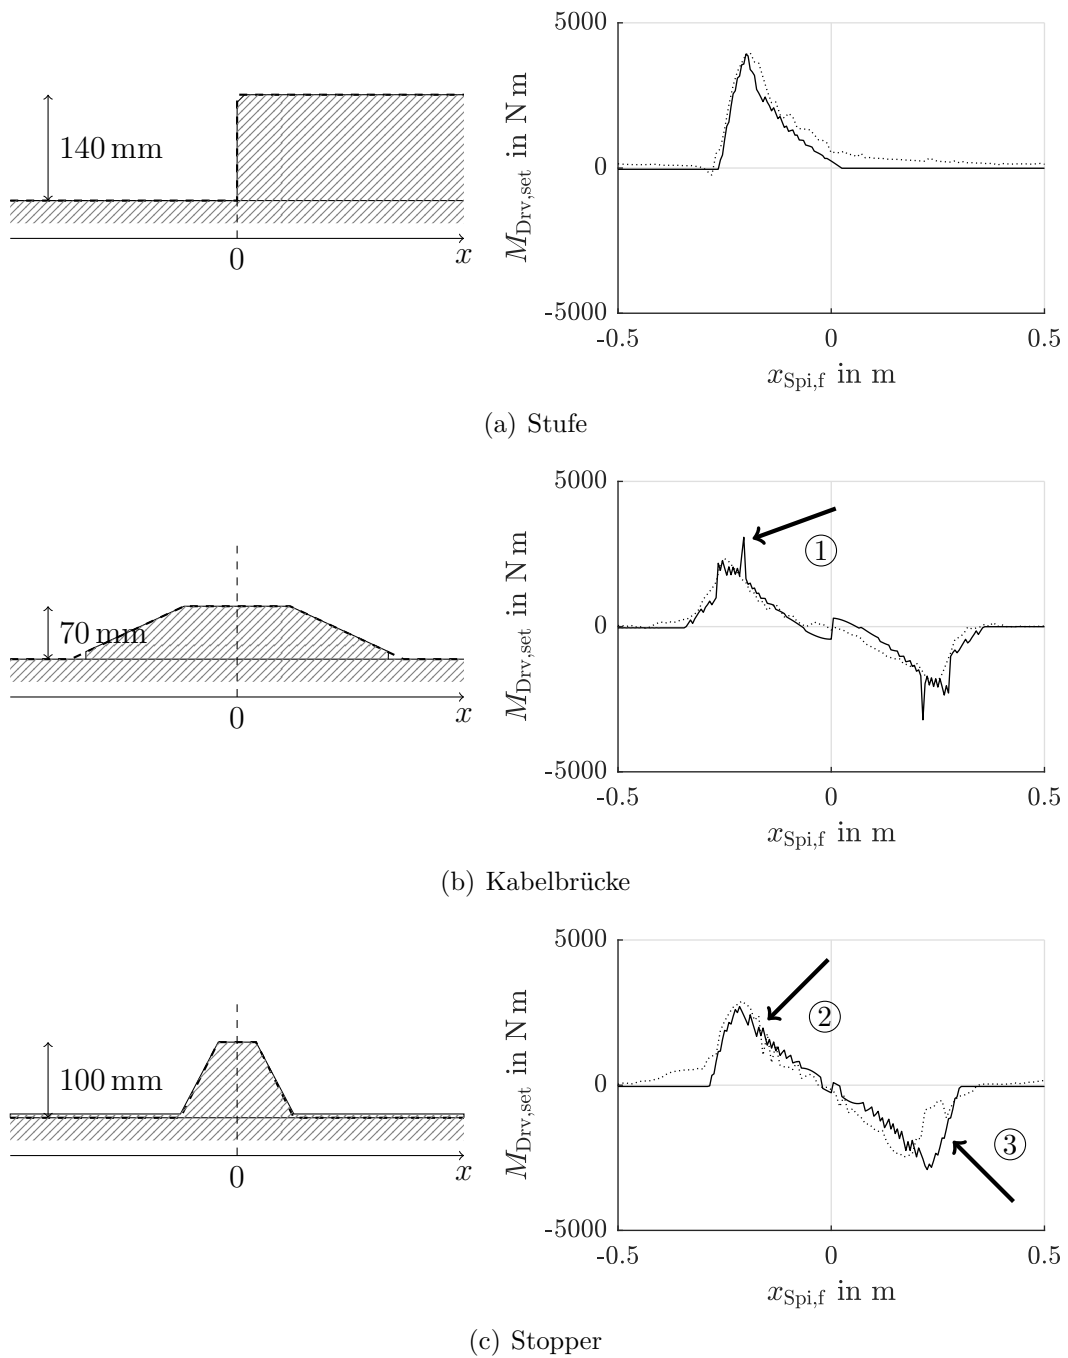 140 mm
0
x
M_Drv,set in N m
5000
0
-5000
-0.5 0 0.5
x_Spi,f in m
(a) Stufe
70 mm
0
x
M_Drv,set in N m
5000
0
-5000
-0.5 0 0.5
x_Spi,f in m
①
(b) Kabelbrücke
100 mm
0
x
M_Drv,set in N m
5000
0
-5000
-0.5 0 0.5
x_Spi,f in m
②
③
(c) Stopper